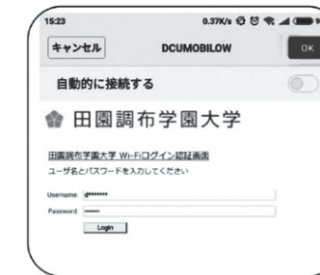 15:23 0.37K/s
キャンセル DCUMOBILOW OK
自動的に接続する
田園調布学園大学
田園調布学園大学 Wi-Fiログイン認証画面
ユーザ名とパスワードを入力してください
Username: d*******
Password: ******
Login